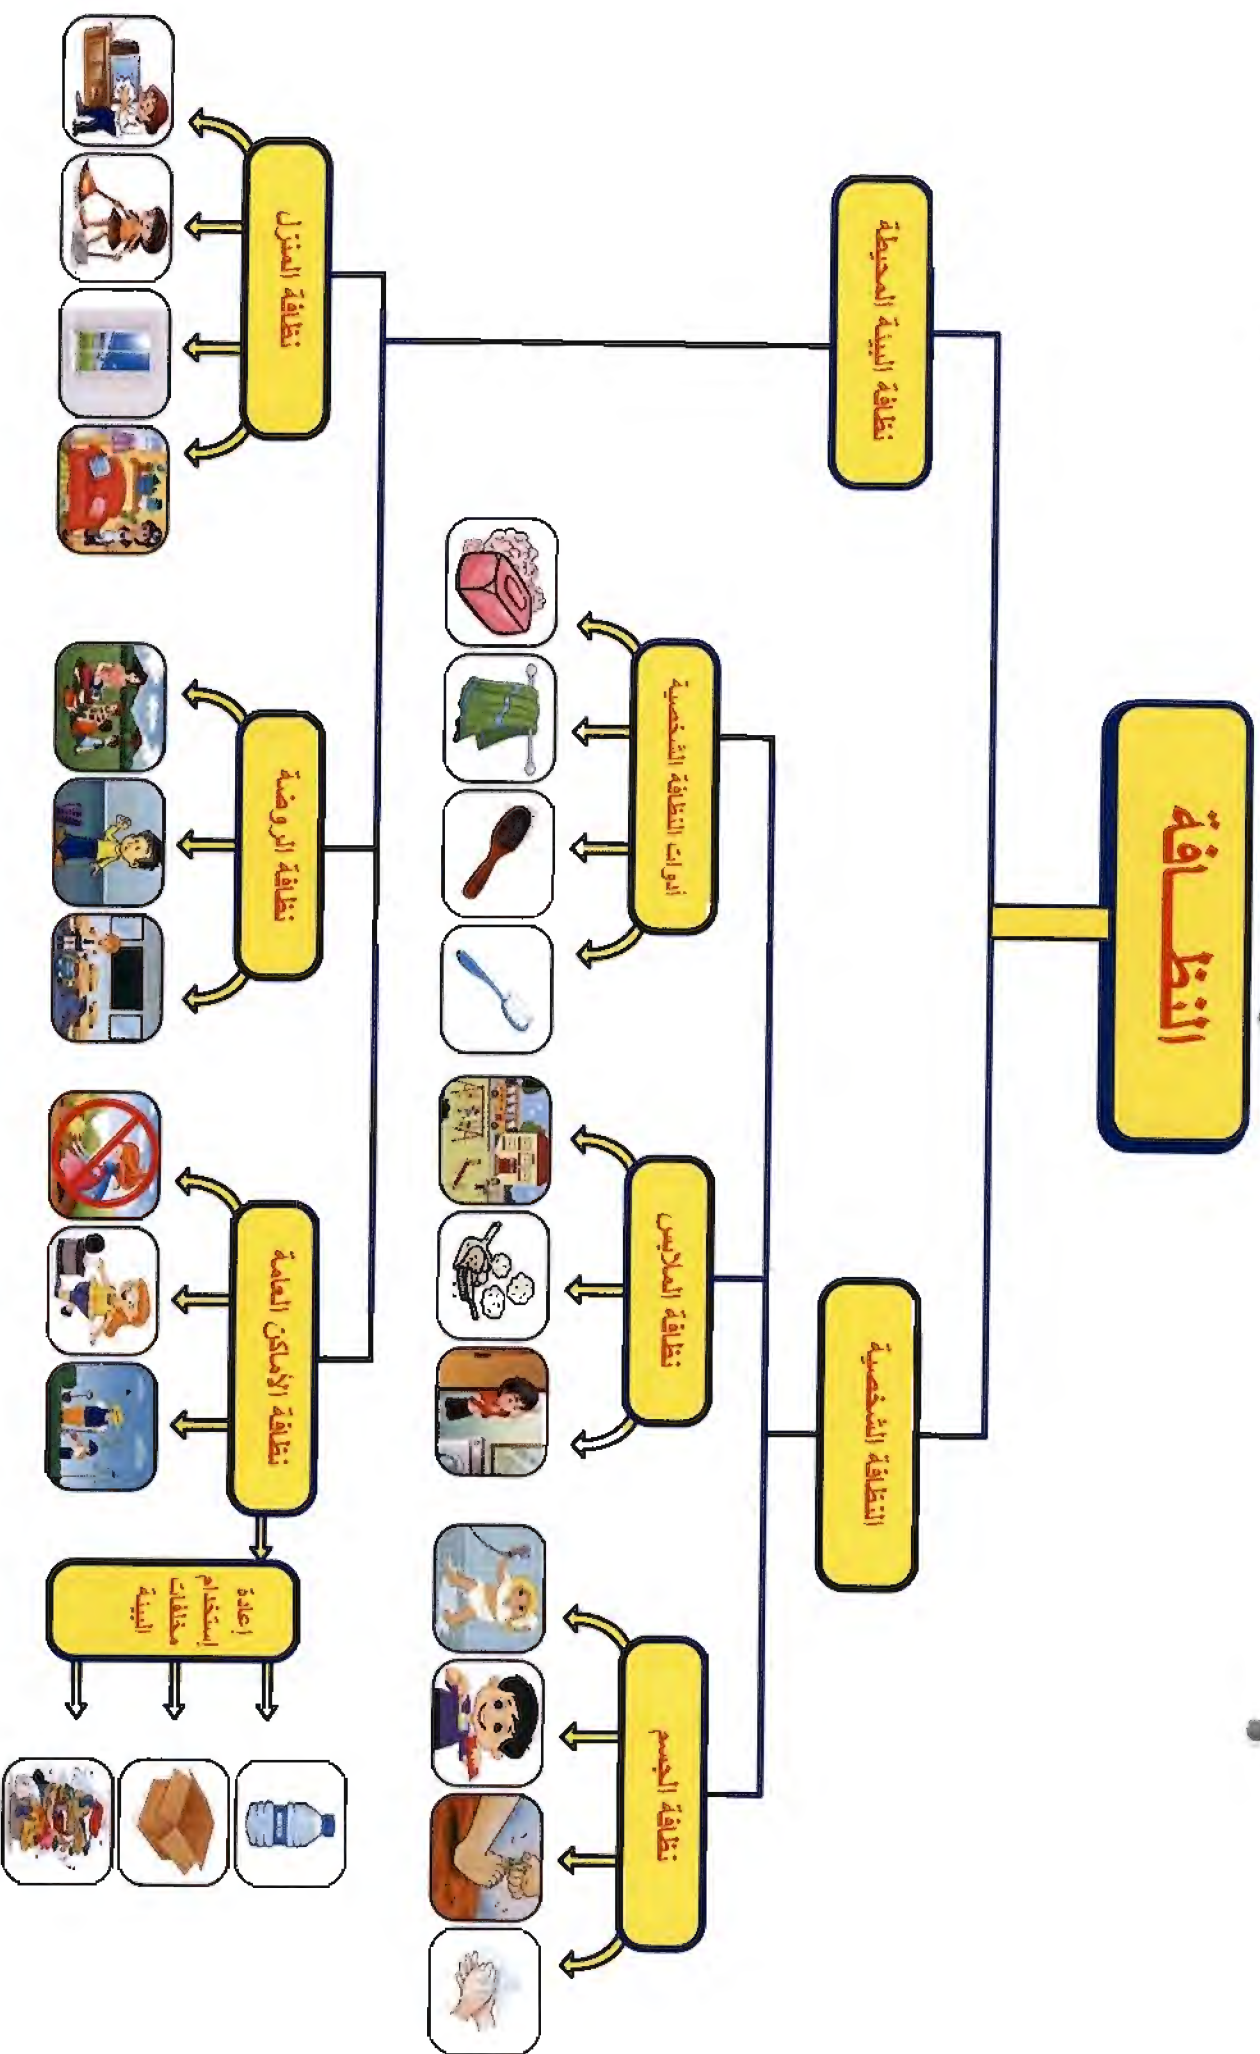 النظـــافة
النظافة الشخصية
نظافة البيئة المحيطة
نظافة الجسم
نظافة الملابس
أدوات النظافة الشخصية
نظافة المنزل
نظافة الروضة
نظافة الأماكن العامة
إعادة
إستخدام
مخلفات
البيئة